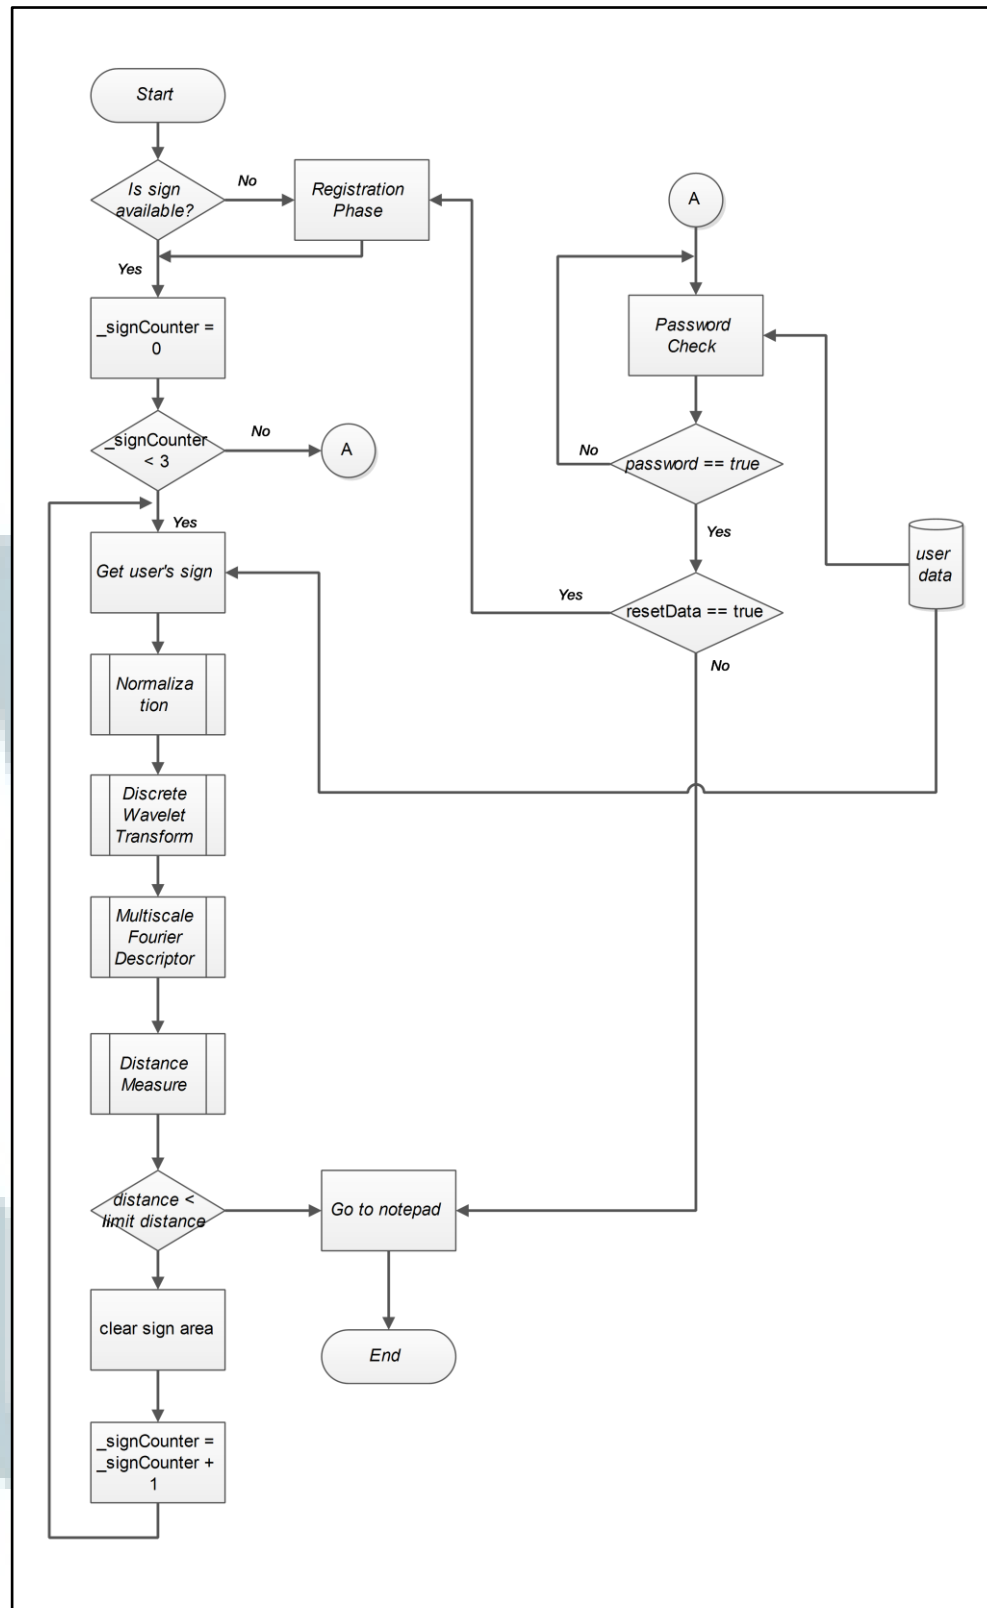 Start
Is sign
available?
No
Registration
Phase
Yes
_signCounter =
0
_signCounter
< 3
No
A
Yes
Get user's sign
Normaliza
tion
Discrete
Wavelet
Transform
Multiscale
Fourier
Descriptor
Distance
Measure
distance <
limit distance
Go to notepad
clear sign area
End
_signCounter =
_signCounter +
1
A
Password
Check
No
password == true
Yes
user
data
Yes
resetData == true
No